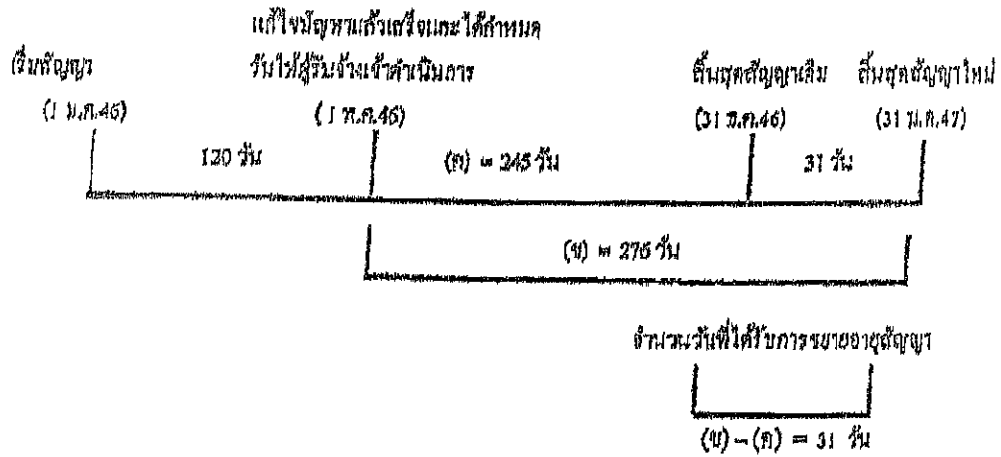 แก้ไขปัญหาแล้วเสร็จและได้กำหนด
เริ่มสัญญา วันให้ผู้รับจ้างเข้าดำเนินการ สิ้นสุดสัญญาเดิม สิ้นสุดสัญญาใหม่
(1 ม.ค.46) (1 พ.ค.46) (31 ธ.ค.46) (31 ม.ค.47)
120 วัน (ค) = 245 วัน 31 วัน
(ข) = 276 วัน
จำนวนวันที่ได้รับการขยายอายุสัญญา
(ข) - (ค) = 31 วัน